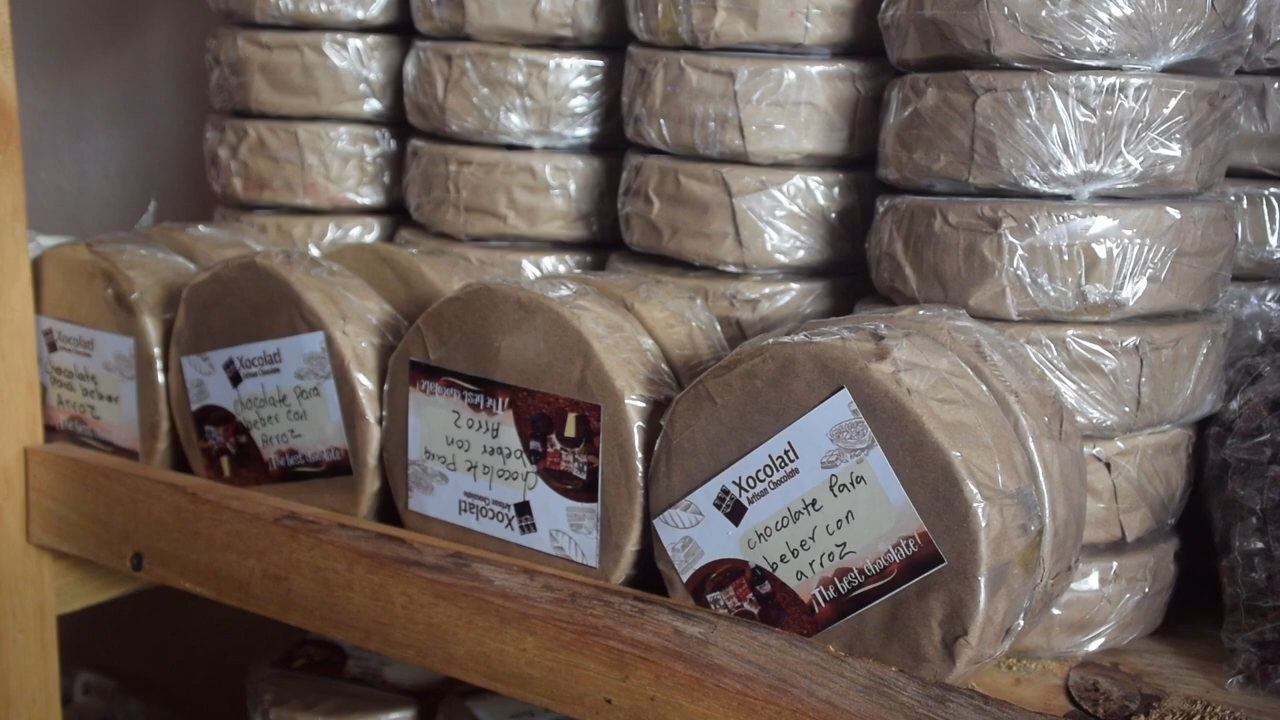 Xocolatl
Artisan Chocolate
Chocolate
Para beber
Arroz
Xocolatl
Artisan Chocolate
Chocolate Para
beber con
Arroz
¡The best chocolate!
Xocolatl
Artisan Chocolate
Chocolate Para
beber con
Arroz
¡The best chocolate!
Xocolatl
Artisan Chocolate
chocolate Para
beber con
arroz
¡The best chocolate!